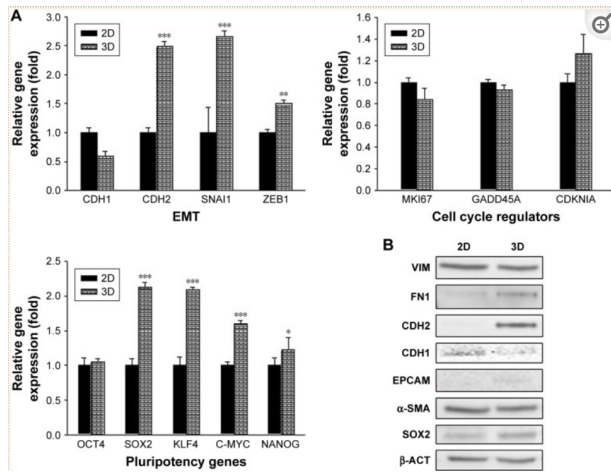 A
2D
3D
Relative gene
expression (fold)
3.0
2.5
2.0
1.5
1.0
0.5
0.0
***
***
**
CDH1 CDH2 SNAI1 ZEB1
EMT
2D
3D
Relative gene
expression (fold)
1.6
1.4
1.2
1.0
0.8
0.6
0.4
0.2
0.0
MKI67 GADD45A CDKNIA
Cell cycle regulators
2D
3D
Relative gene
expression (fold)
2.5
2.0
1.5
1.0
0.5
0.0
***
***
***
*
OCT4 SOX2 KLF4 C-MYC NANOG
Pluripotency genes
B
2D 3D
VIM
FN1
CDH2
CDH1
EPCAM
α-SMA
SOX2
β-ACT